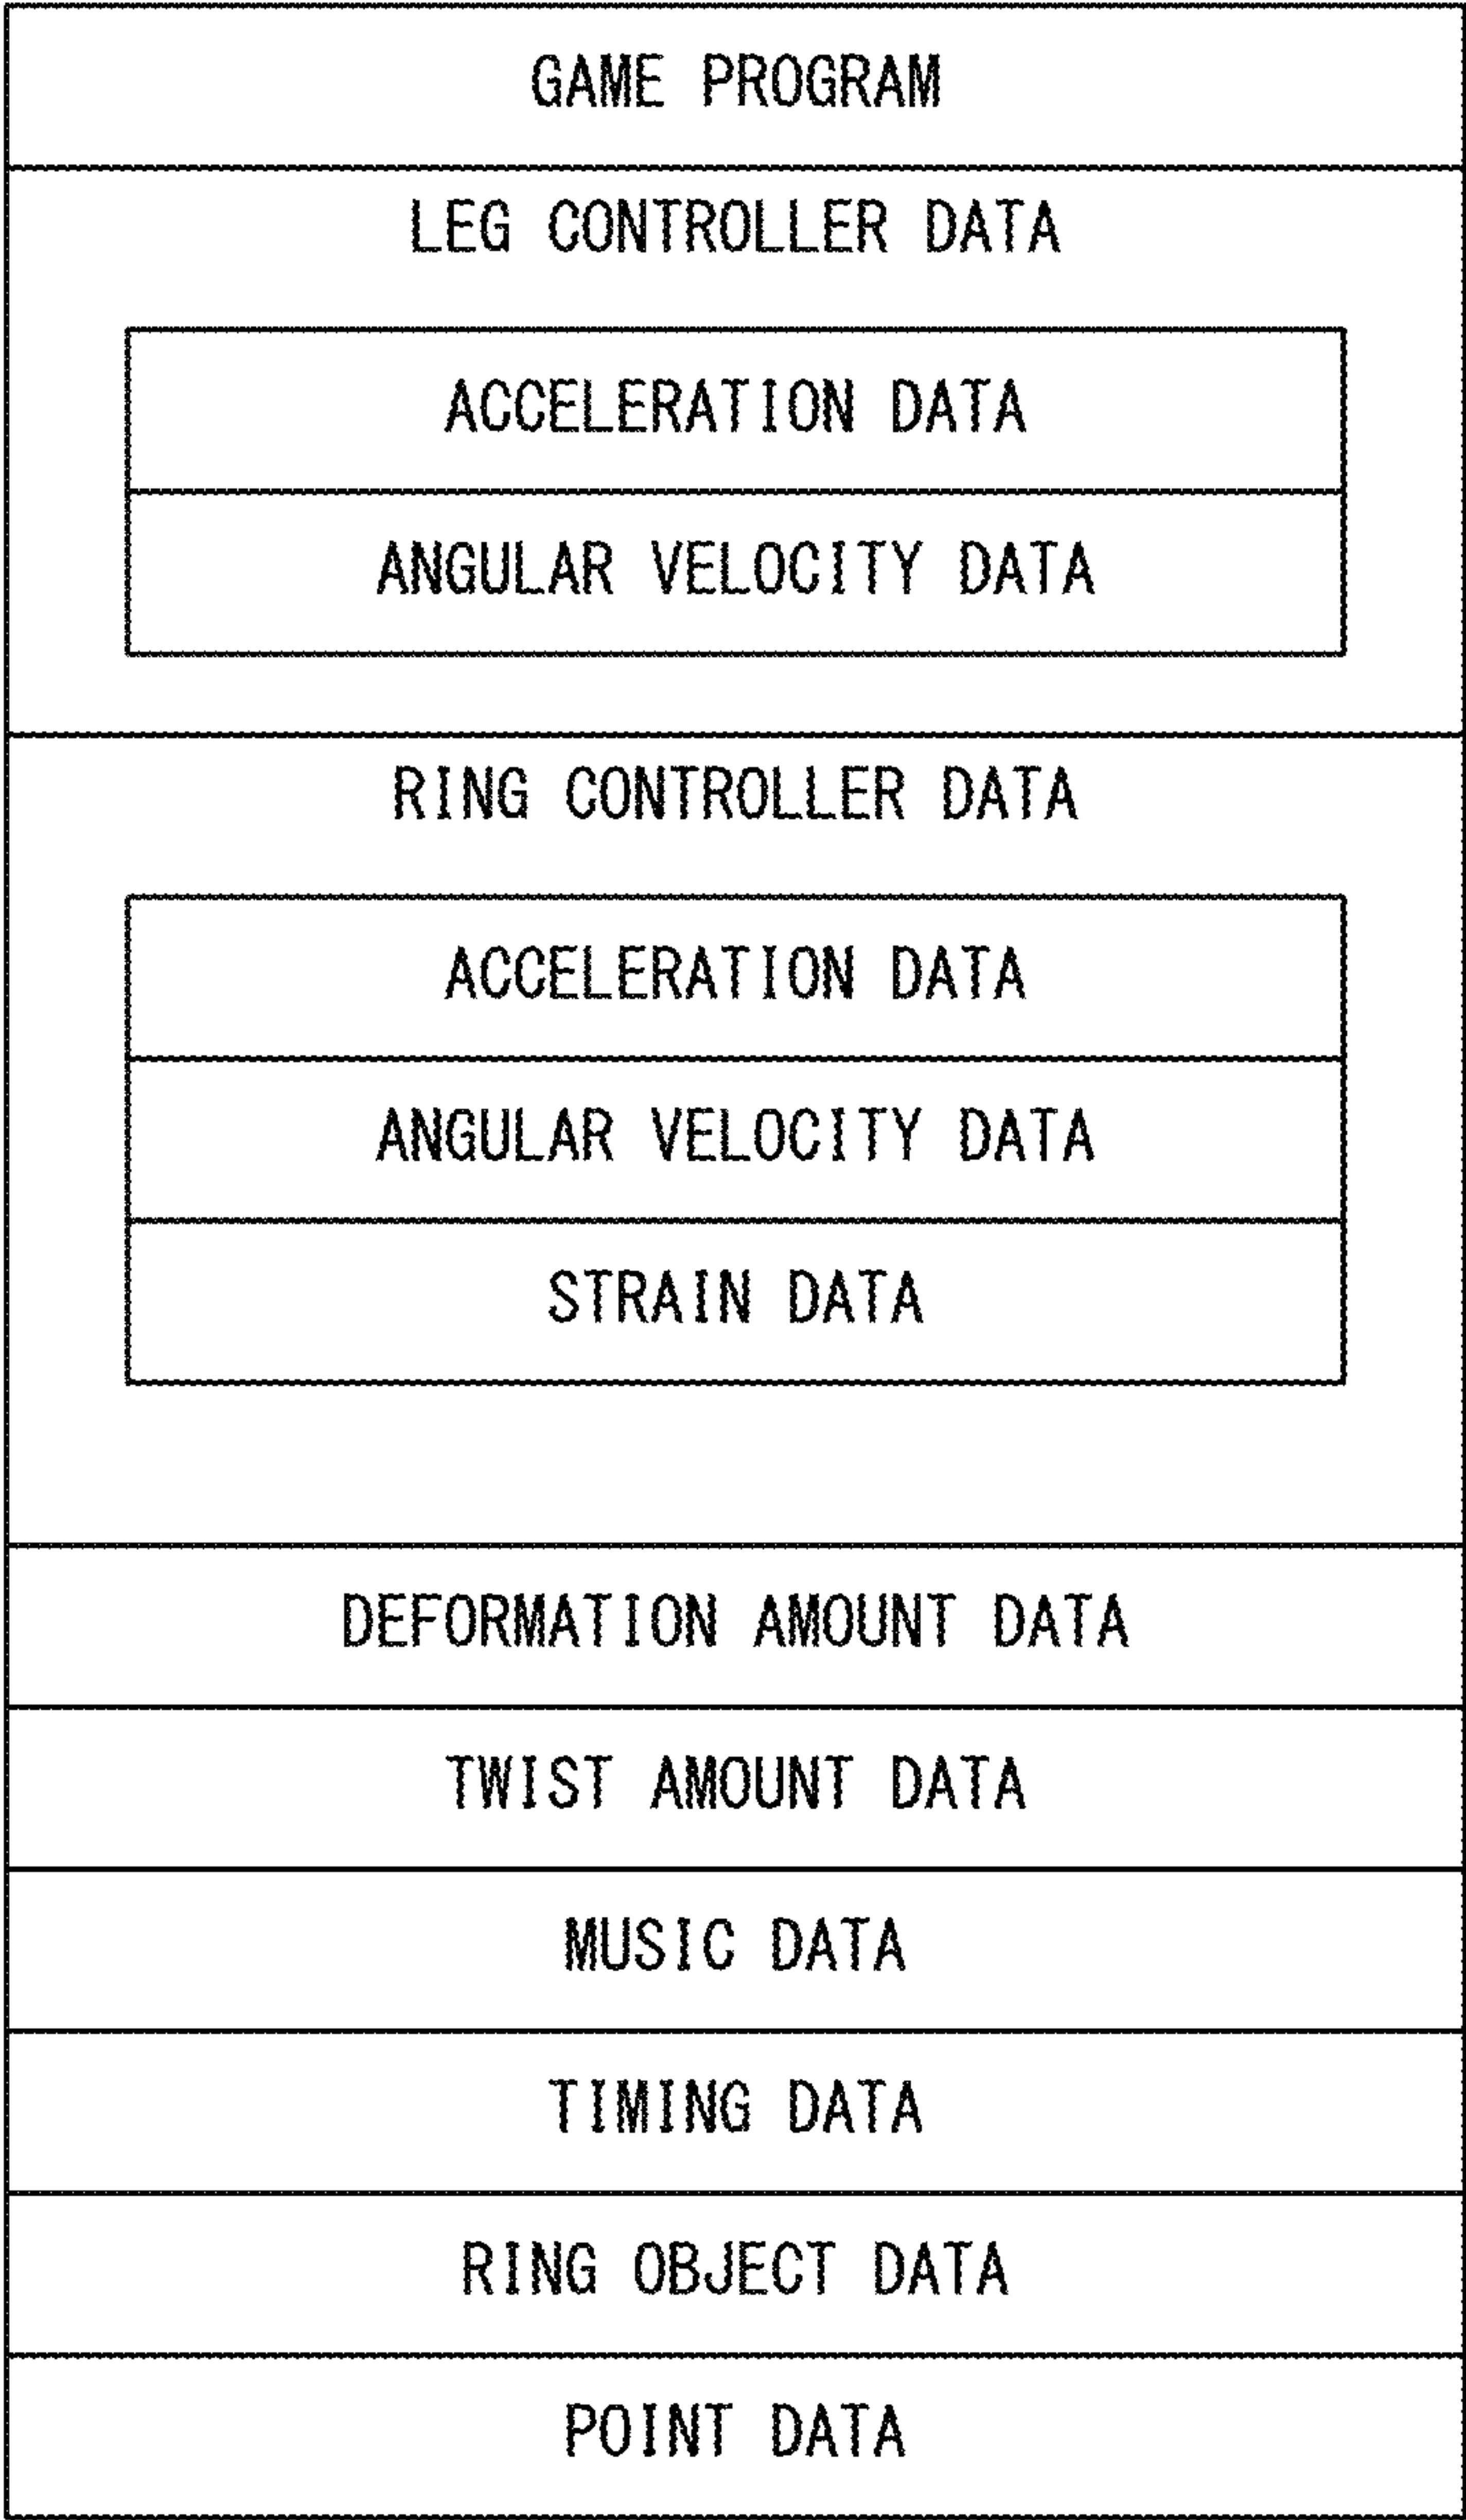 GAME PROGRAM
LEG CONTROLLER DATA
ACCELERATION DATA
ANGULAR VELOCITY DATA
RING CONTROLLER DATA
ACCELERATION DATA
ANGULAR VELOCITY DATA
STRAIN DATA
DEFORMATION AMOUNT DATA
TWIST AMOUNT DATA
MUSIC DATA
TIMING DATA
RING OBJECT DATA
POINT DATA